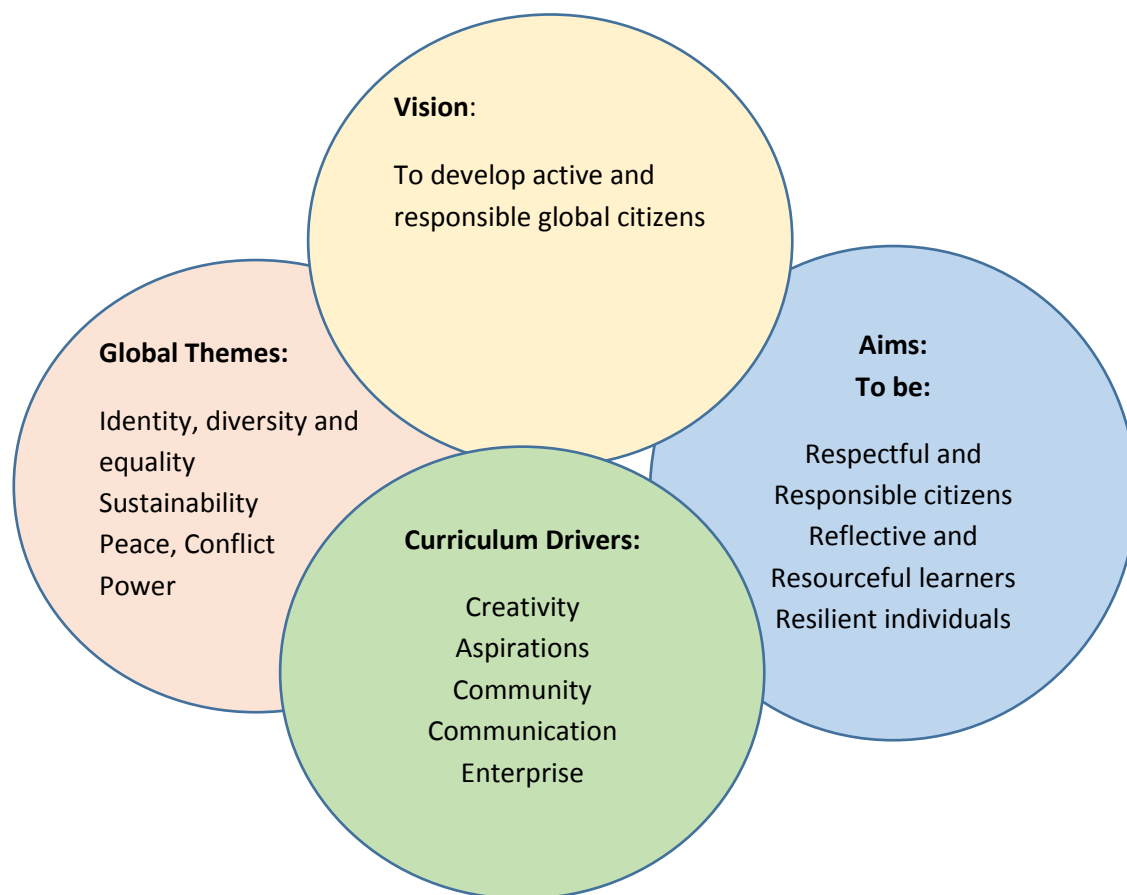 Vision:
To develop active and
responsible global citizens
Global Themes:
Identity, diversity and
equality
Sustainability
Peace, Conflict
Power
Aims:
To be:
Respectful and
Responsible citizens
Reflective and
Resourceful learners
Resilient individuals
Curriculum Drivers:
Creativity
Aspirations
Community
Communication
Enterprise